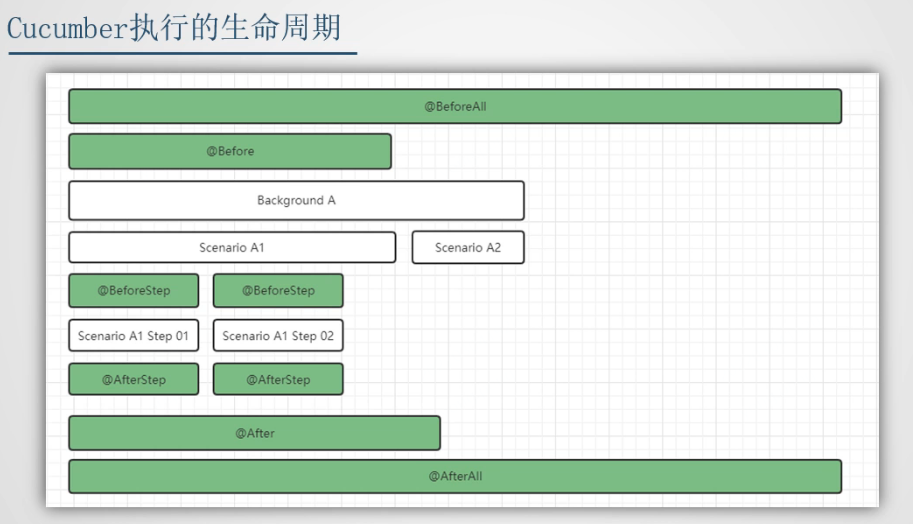 Cucumber执行的生命周期
@BeforeAll
@Before
Background A
Scenario A1
Scenario A2
@BeforeStep
@BeforeStep
Scenario A1 Step 01
Scenario A1 Step 02
@AfterStep
@AfterStep
@After
@AfterAll